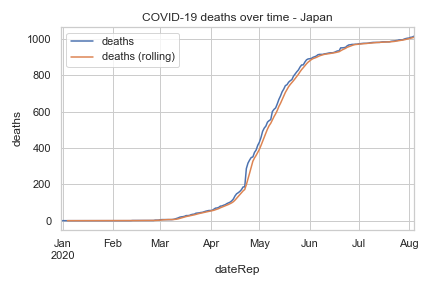 COVID-19 deaths over time - Japan
deaths
deaths (rolling)
1000
800
600
400
200
0
deaths
Jan Feb Mar Apr May Jun Jul Aug
2020
dateRep